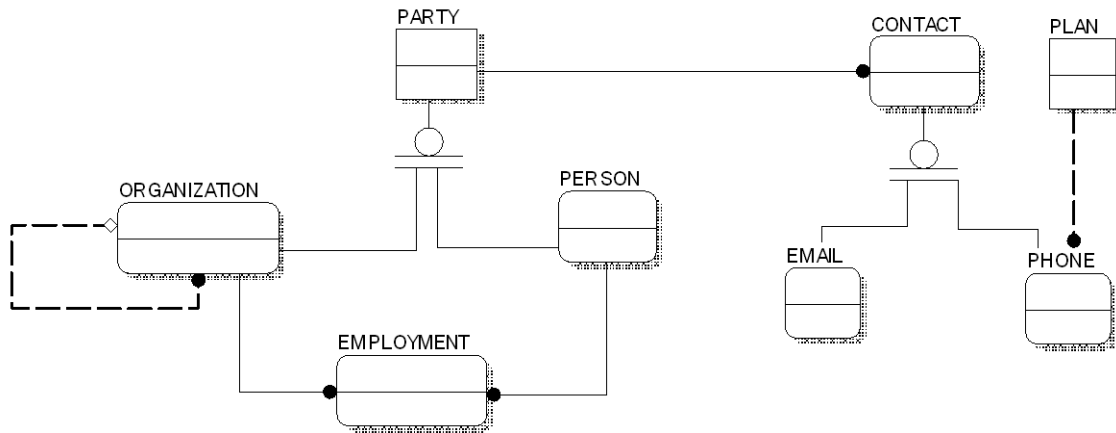 PARTY
CONTACT
PLAN
ORGANIZATION
PERSON
EMAIL
PHONE
EMPLOYMENT